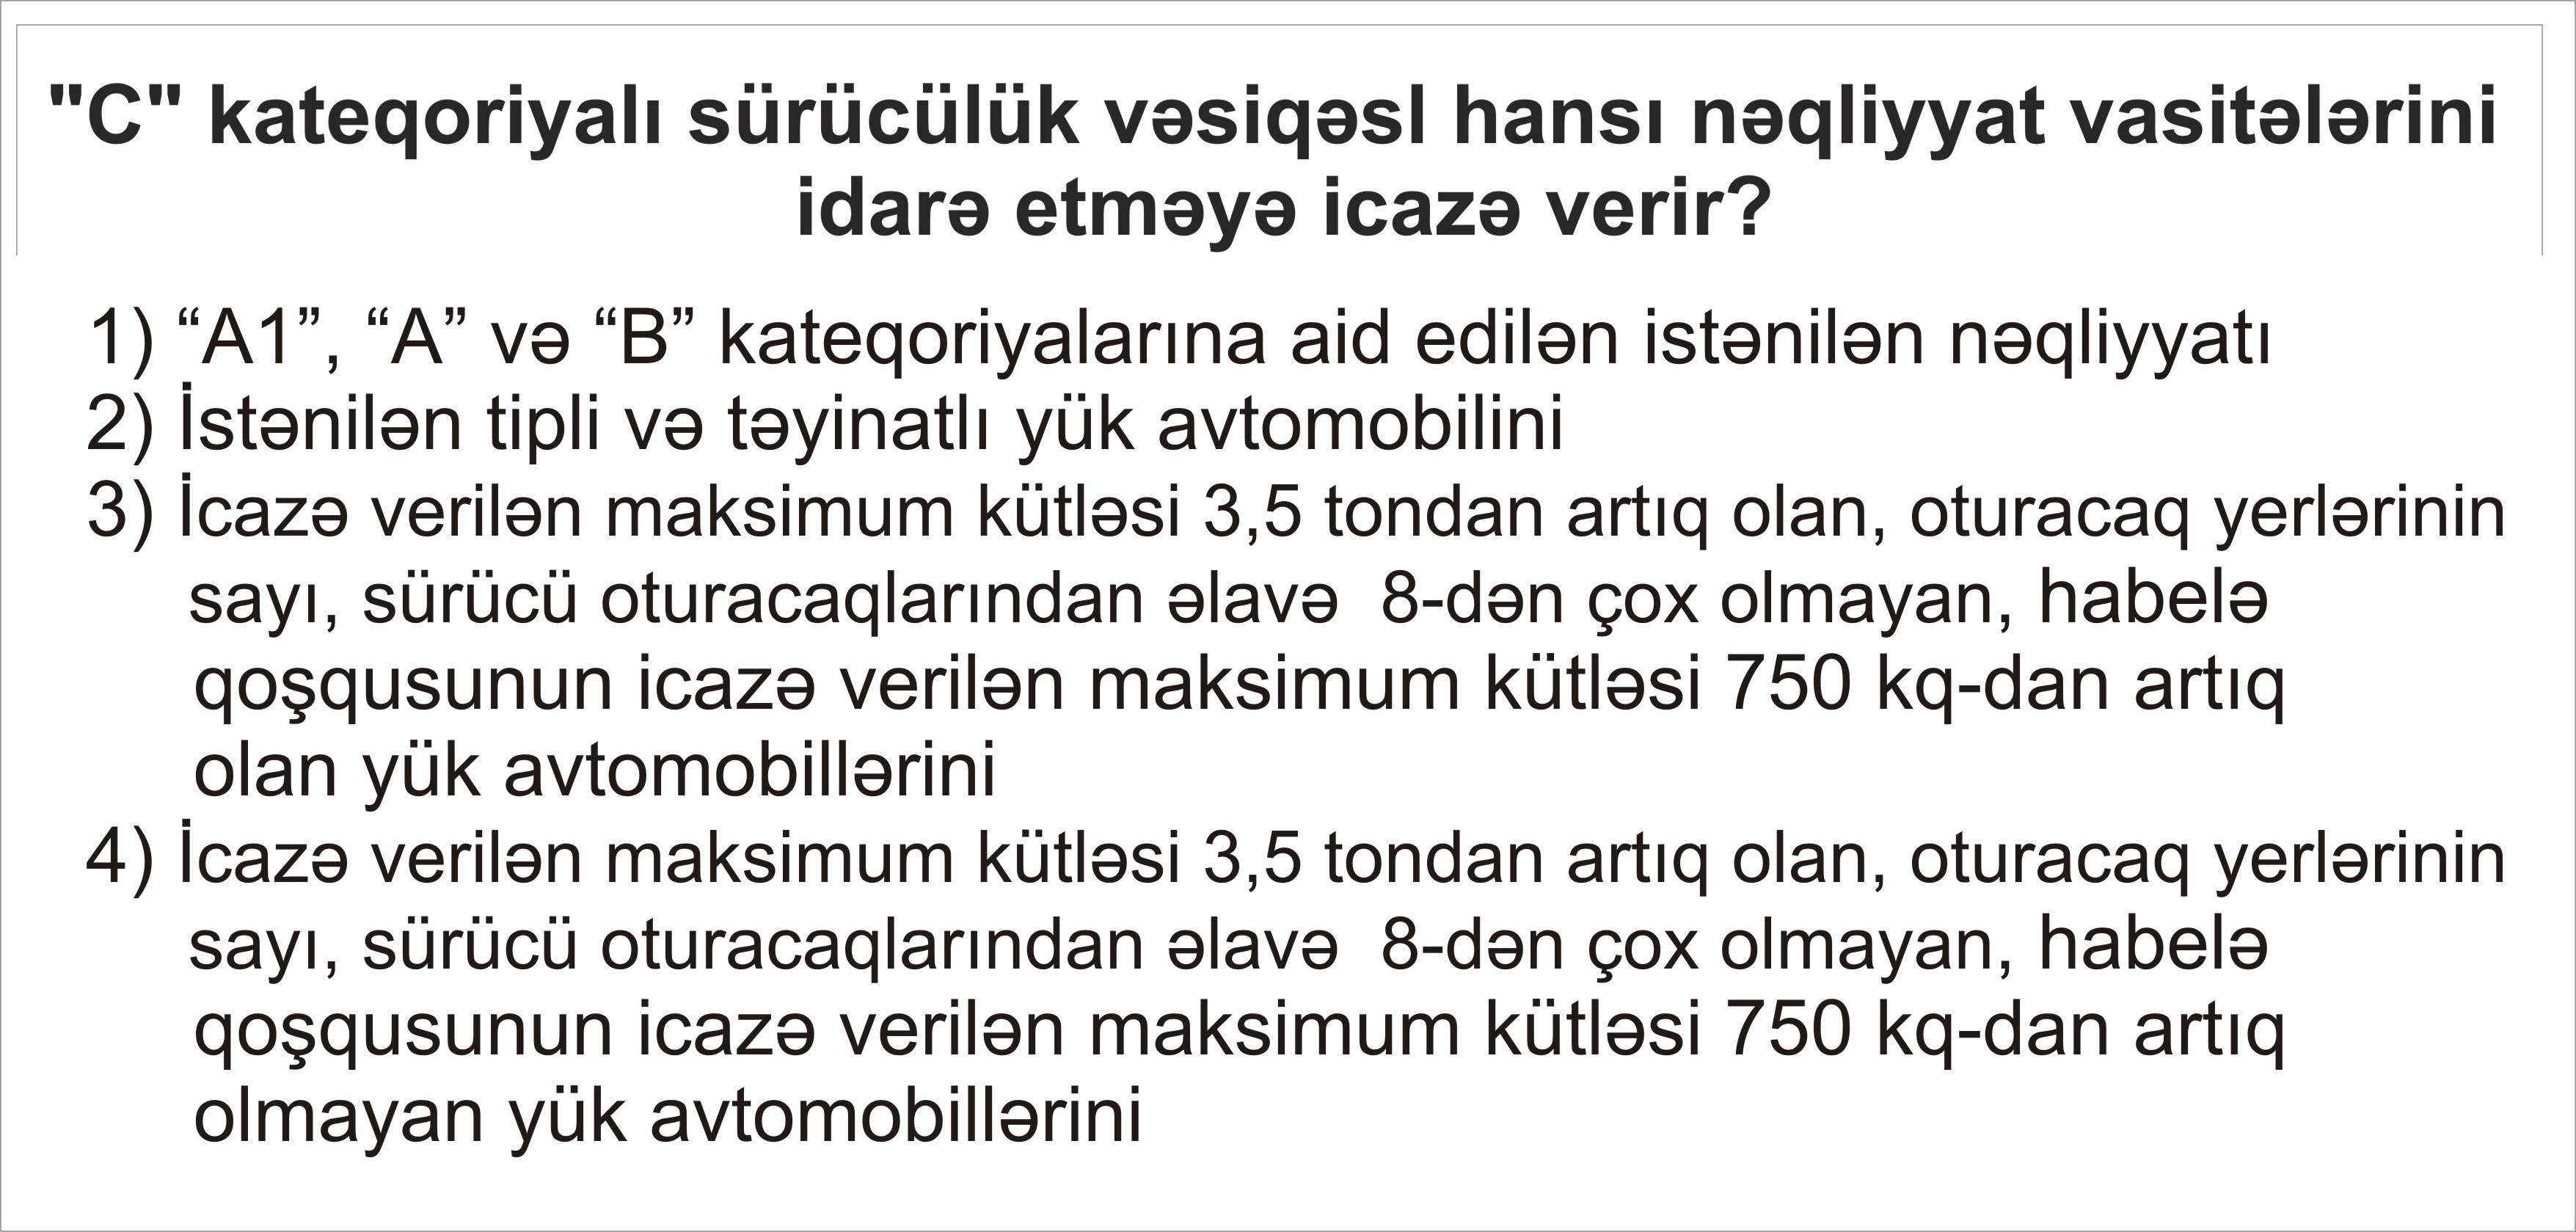 "C" kateqoriyalı sürücülük vəsiqəsl hansı nəqliyyat vasitələrini
idarə etməyə icazə verir?
1) “A1”, “A” və “B” kateqoriyalarına aid edilən istənilən nəqliyyatı
2) İstənilən tipli və təyinatlı yük avtomobilini
3) İcazə verilən maksimum kütləsi 3,5 tondan artıq olan, oturacaq yerlərinin
sayı, sürücü oturacaqlarından əlavə 8-dən çox olmayan, habelə
qoşqusunun icazə verilən maksimum kütləsi 750 kq-dan artıq
olan yük avtomobillərini
4) İcazə verilən maksimum kütləsi 3,5 tondan artıq olan, oturacaq yerlərinin
sayı, sürücü oturacaqlarından əlavə 8-dən çox olmayan, habelə
qoşqusunun icazə verilən maksimum kütləsi 750 kq-dan artıq
olmayan yük avtomobillərini